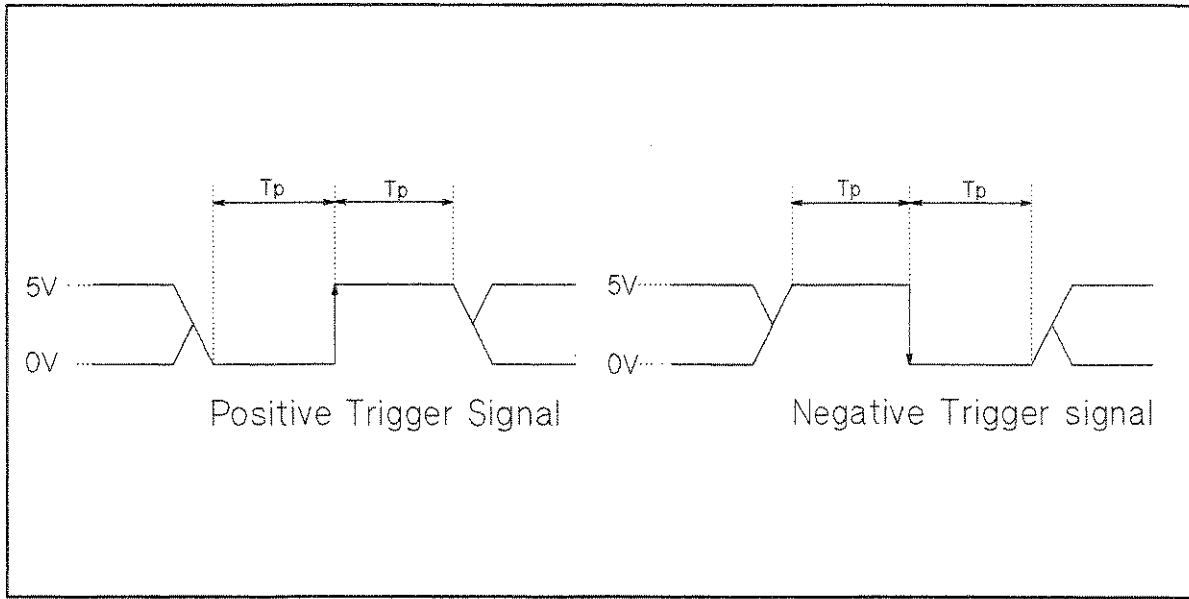 Tp Tp Tp Tp
5V 5V
0V 0V
Positive Trigger Signal
Negative Trigger signal